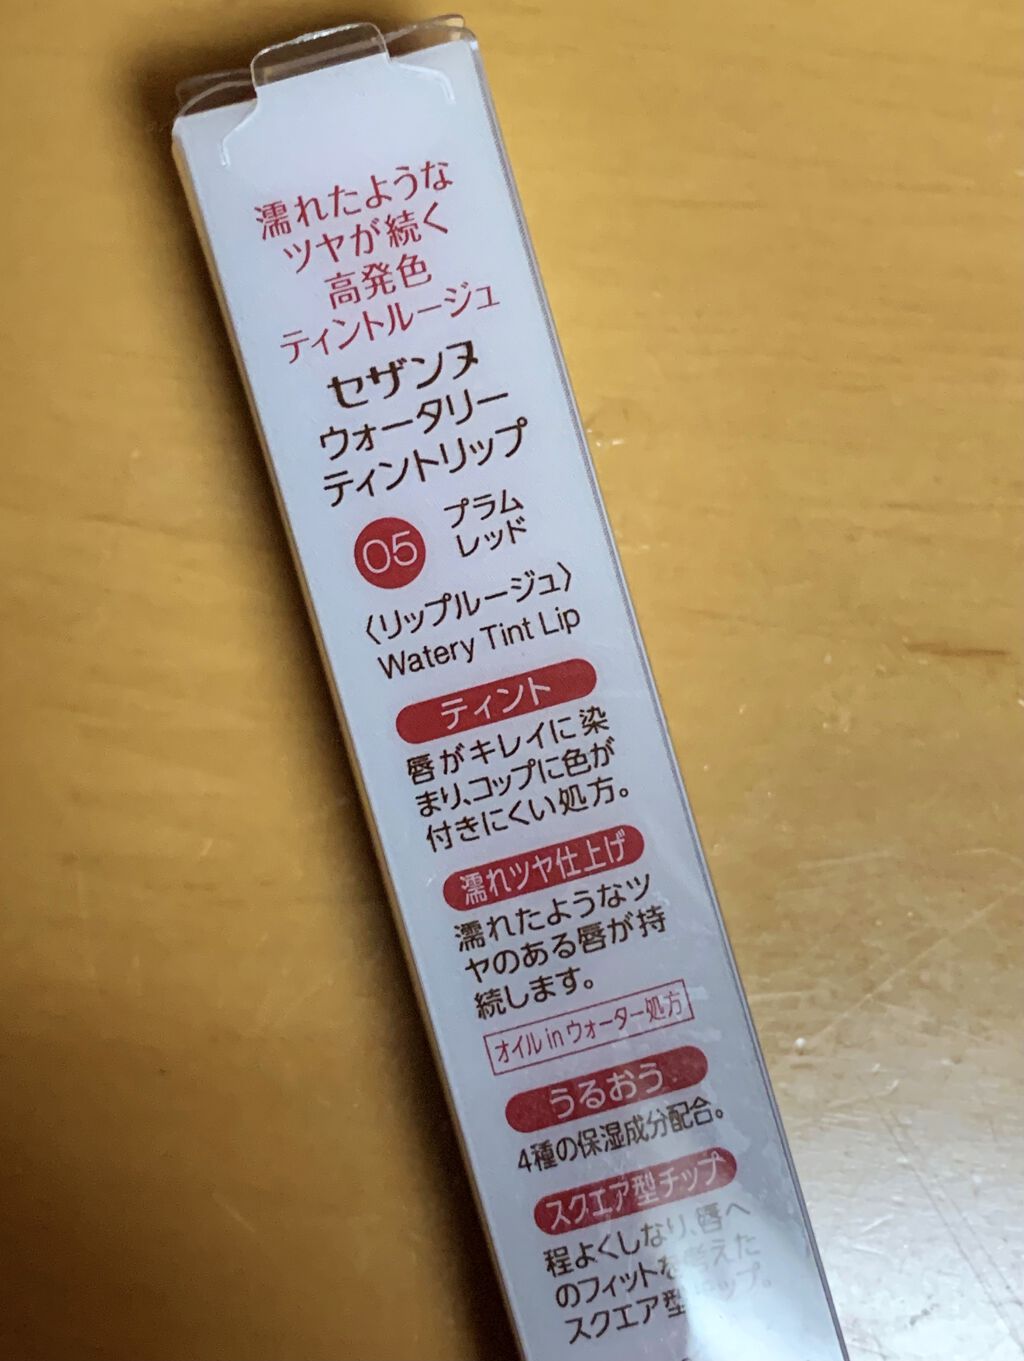 濡れたような
ツヤが続く
高発色
ティントルージュ
セザンヌ
ウォータリー
ティントリップ
05 プラム
レッド
〈リップルージュ〉
Watery Tint Lip
ティント
唇がキレイに染
まり、コップに色が
付きにくい処方。
濡れツヤ仕上げ
濡れたようなツ
ヤのある唇が持
続します。
オイル in ウォーター処方
うるおう
4種の保湿成分配合。
スクエア型チップ
程よくしなり、唇へ
のフィットを考えた
スクエア型チップ。